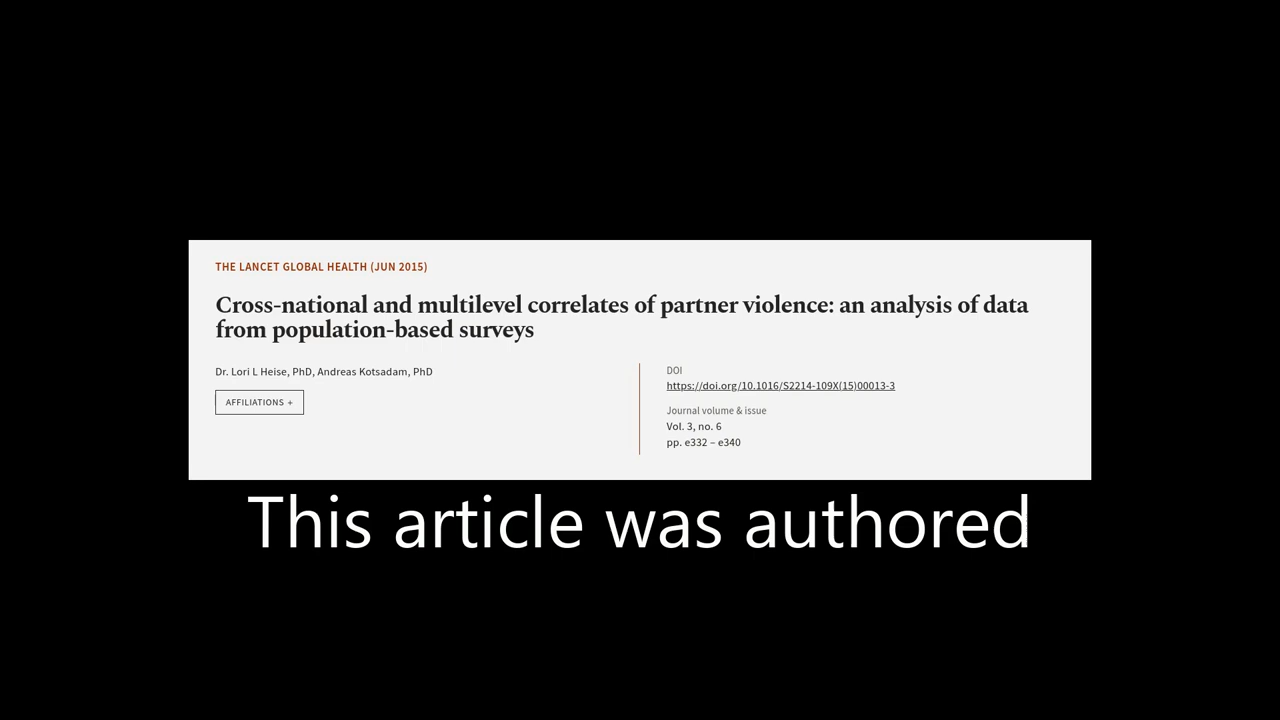 THE LANCET GLOBAL HEALTH (JUN 2015)
Cross-national and multilevel correlates of partner violence: an analysis of data
from population-based surveys
Dr. Lori L Heise, PhD, Andreas Kotsadam, PhD
AFFILIATIONS +
DOI
https://doi.org/10.1016/S2214-109X(15)00013-3
Journal volume & issue
Vol. 3, no. 6
pp. e332 – e340
This article was authored